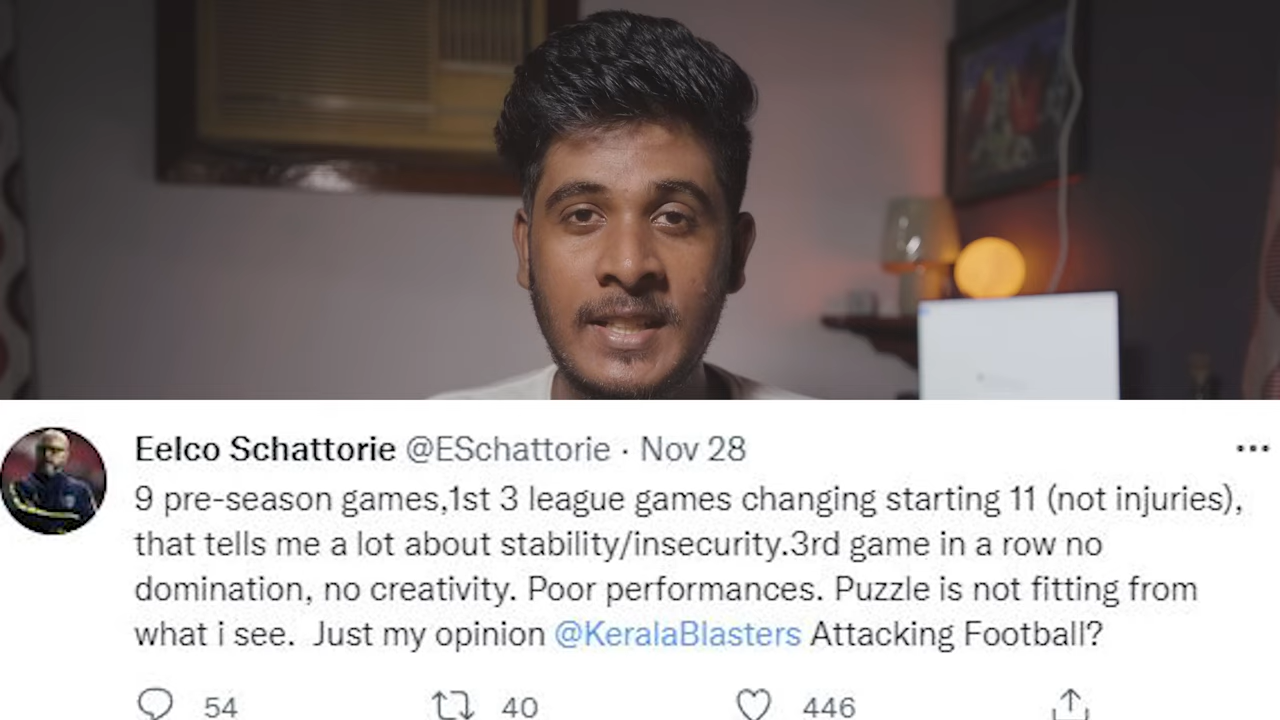 Eelco Schattorie @ESchattorie · Nov 28
9 pre-season games,1st 3 league games changing starting 11 (not injuries),
that tells me a lot about stability/insecurity.3rd game in a row no
domination, no creativity. Poor performances. Puzzle is not fitting from
what i see.  Just my opinion @KeralaBlasters Attacking Football?
54 40 446